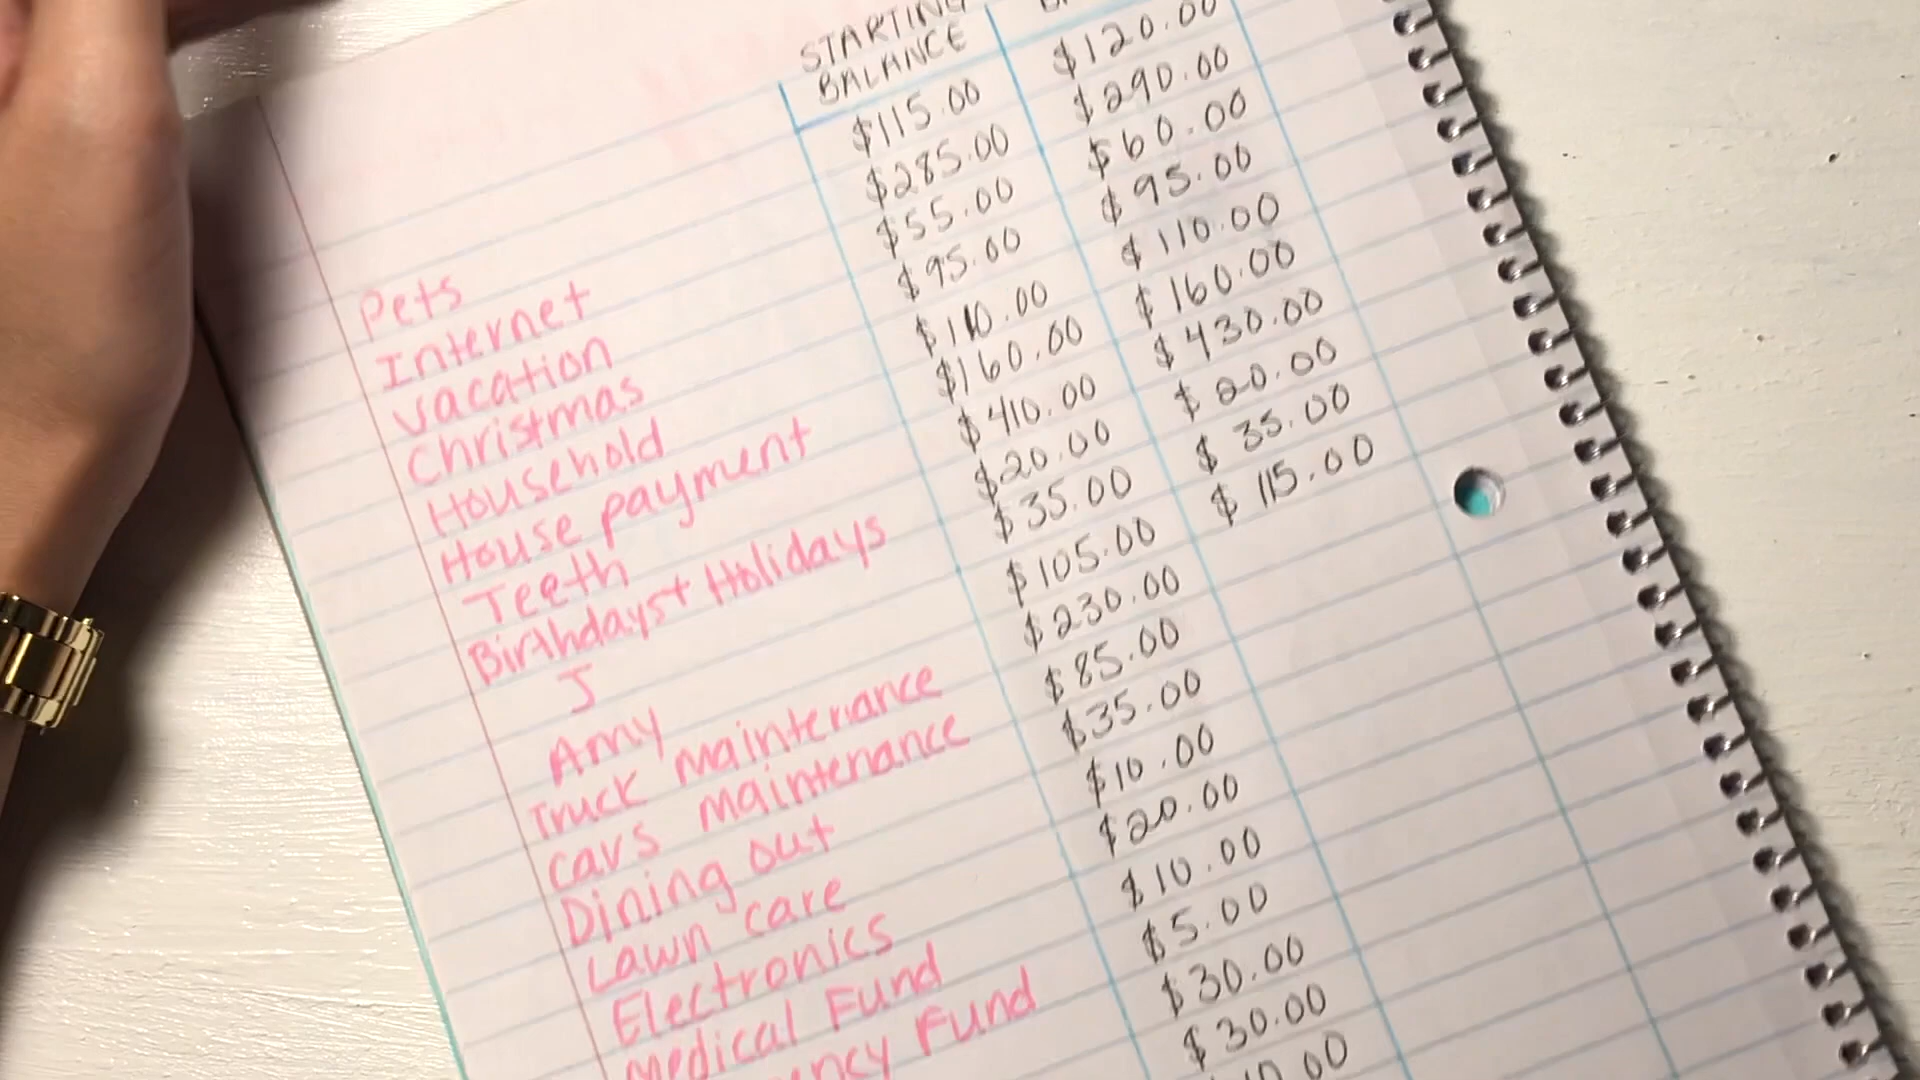 STARTING
BALANCE
Pets $115.00 $120.00
Internet $285.00 $290.00
Vacation $55.00 $60.00
Christmas $95.00 $95.00
Household $110.00 $110.00
House payment $160.00 $160.00
Teeth $410.00 $430.00
Birthdays + Holidays $20.00 $20.00
J $35.00 $35.00
Amy $105.00 $115.00
Truck Maintenance $230.00
Cars Maintenance $85.00
Dining out $35.00
Lawn care $10.00
Electronics $20.00
Medical Fund $10.00
Fund $5.00
$30.00
$30.00